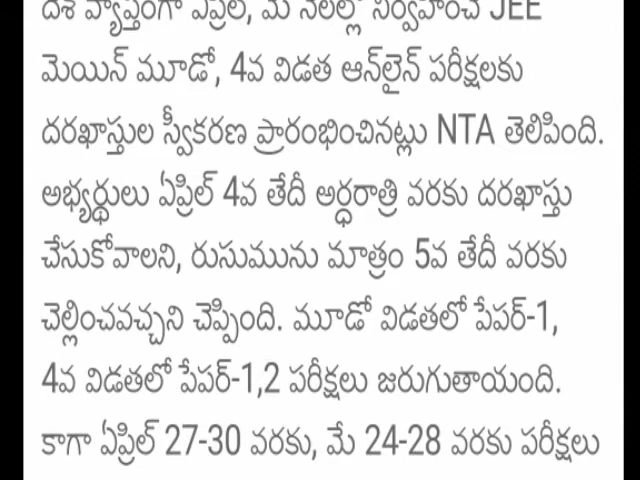 దేశ వ్యాప్తంగా ఏప్రిల్, మే నెలల్లో నిర్వహించే JEE
మెయిన్ మూడో, 4వ విడత ఆన్‌లైన్ పరీక్షలకు
దరఖాస్తుల స్వీకరణ ప్రారంభించినట్లు NTA తెలిపింది.
అభ్యర్థులు ఏప్రిల్ 4వ తేదీ అర్ధరాత్రి వరకు దరఖాస్తు
చేసుకోవాలని, రుసుమును మాత్రం 5వ తేదీ వరకు
చెల్లించవచ్చని చెప్పింది. మూడో విడతలో పేపర్-1,
4వ విడతలో పేపర్-1,2 పరీక్షలు జరుగుతాయంది.
కాగా ఏప్రిల్ 27-30 వరకు, మే 24-28 వరకు పరీక్షలు